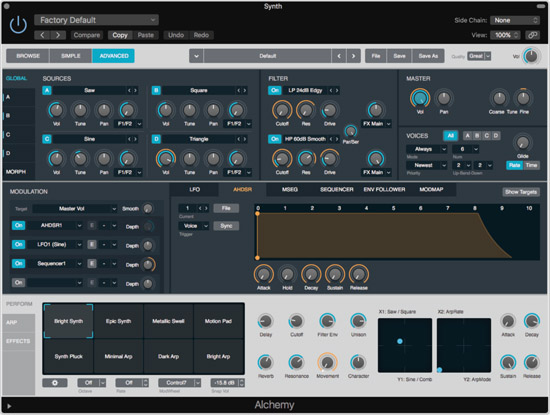 Synth
Factory Default
Side Chain: None
Compare Copy Paste Undo Redo
View: 100%
BROWSE SIMPLE ADVANCED
Default
File Save Save As
Quality Great
Vol
GLOBAL
A
B
C
D
MORPH
SOURCES
A Saw
Vol Tune Pan F1/F2
B Square
Vol Tune Pan F1/F2
C Sine
Vol Tune Pan F1/F2
D Triangle
Vol Tune Pan F1/F2
FILTER
On LP 24dB Edgy
Cutoff Res Drive FX Main
Par/Ser
On HP 60dB Smooth
Cutoff Res Drive FX Main
MASTER
Vol Pan Coarse Tune Fine
VOICES All A B C D
Always 6
Mode Num
Newest 2 2
Priority Up-Bend-Down
Glide
Rate Time
MODULATION
Target Master Vol Smooth
On AHDSR1 E - Depth
On LFO1 (Sine) E - Depth
On Sequencer1 E - Depth
On E - Depth
LFO AHDSR MSEG SEQUENCER ENV FOLLOWER MODMAP
Show Targets
1 File
Current
Voice Sync
Trigger
0 1 2 3 4 5 6 7 8 9 10
Attack Hold Decay Sustain Release
PERFORM
ARP
EFFECTS
Bright Synth Epic Synth Metallic Swell Motion Pad
Synth Pluck Minimal Arp Dark Arp Bright Arp
Off Off Control7 -15.8 dB
Octave Rate ModWheel Snap Vol
Delay Cutoff Filter Env Unison
Reverb Resonance Movement Character
X1: Saw / Square
Y1: Sine / Comb
X2: ArpRate
Y2: ArpMode
Attack Decay
Sustain Release
Alchemy